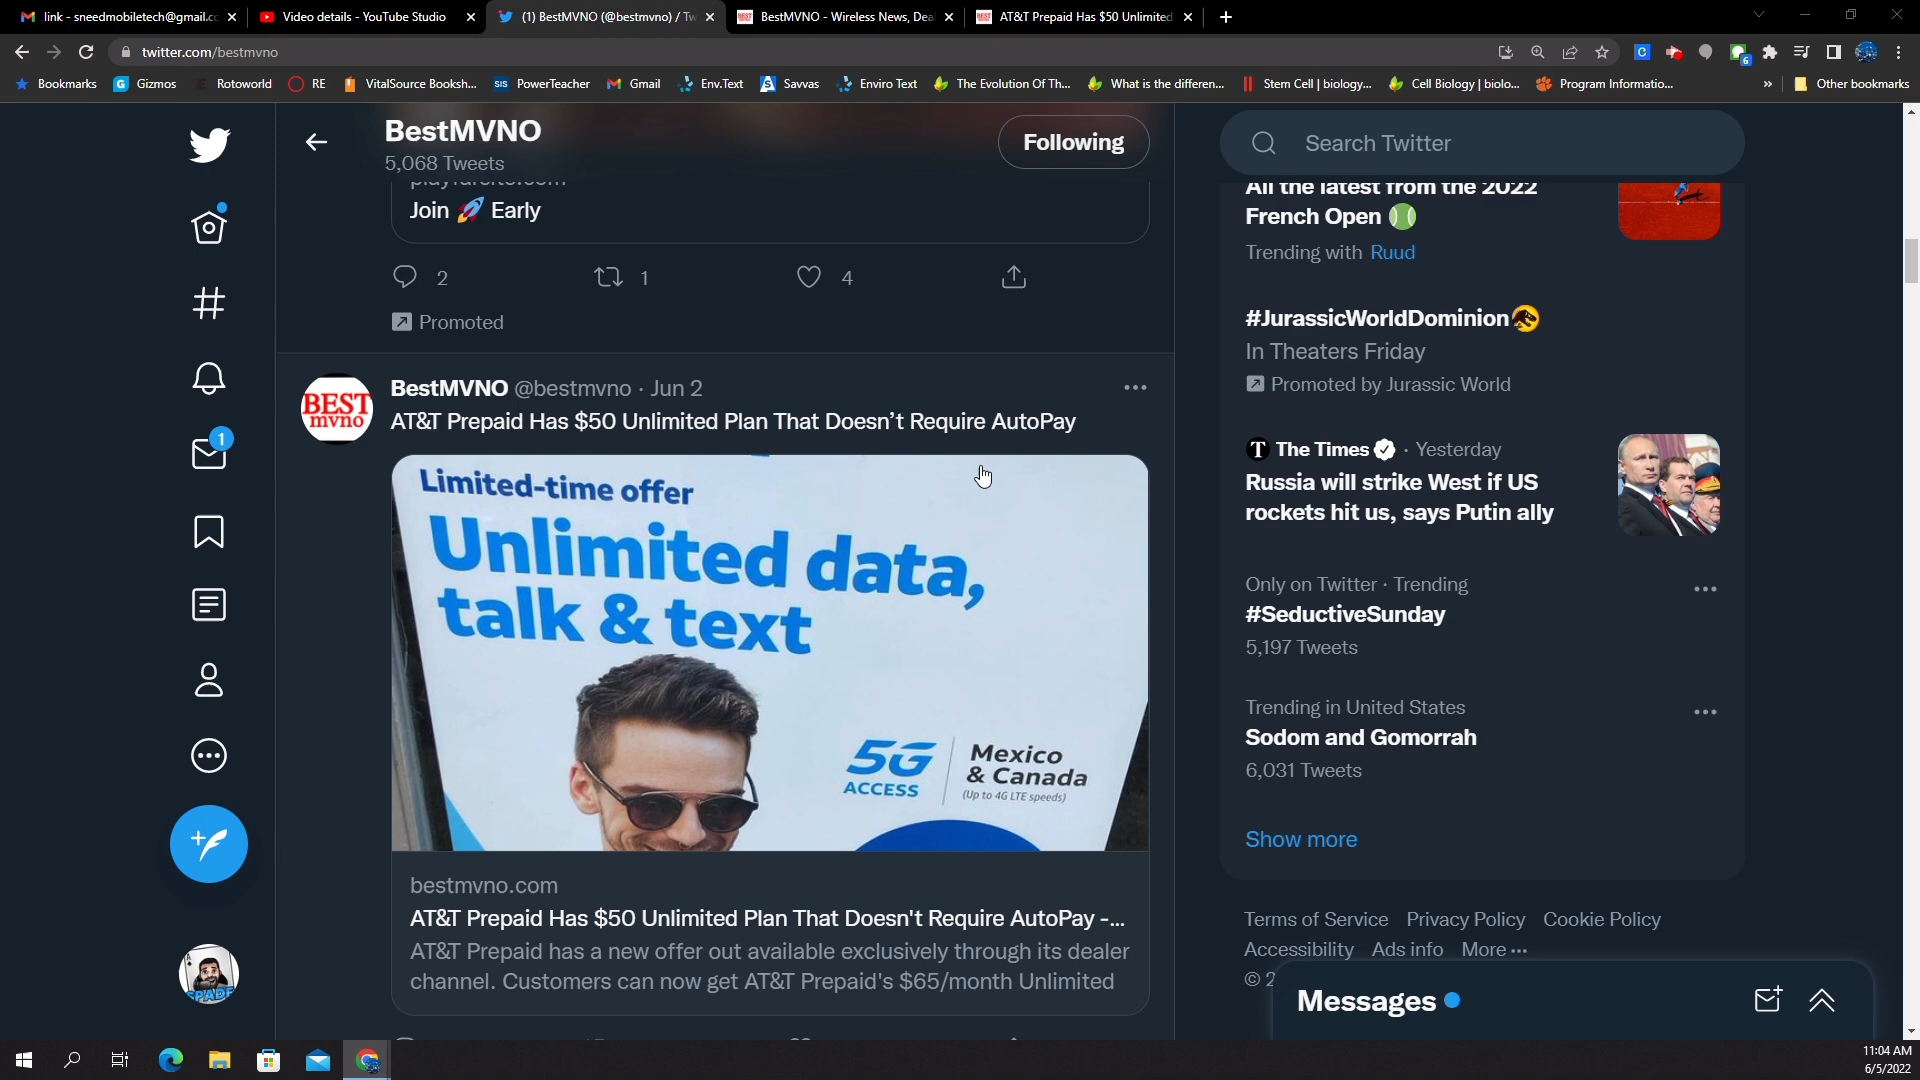 link - sneedmobiletech@gmail.cc
Video details - YouTube Studio
(1) BestMVNO (@bestmvno) / Tw
BestMVNO - Wireless News, Deal
AT&T Prepaid Has $50 Unlimited
twitter.com/bestmvno
Bookmarks
Gizmos
Rotoworld
RE
VitalSource Booksh...
SIS PowerTeacher
Gmail
Env.Text
Savvas
Enviro Text
The Evolution Of Th...
What is the differen...
Stem Cell | biology...
Cell Biology | biolo...
Program Informatio...
»
Other bookmarks
BestMVNO
5,068 Tweets
Following
Search Twitter
Join 🚀 Early
2
1
4
Promoted
BEST
mvno
BestMVNO @bestmvno · Jun 2
AT&T Prepaid Has $50 Unlimited Plan That Doesn’t Require AutoPay
Limited-time offer
Unlimited data,
talk & text
5G
ACCESS
Mexico
& Canada
(Up to 4G LTE speeds)
bestmvno.com
AT&T Prepaid Has $50 Unlimited Plan That Doesn't Require AutoPay -...
AT&T Prepaid has a new offer out available exclusively through its dealer
channel. Customers can now get AT&T Prepaid's $65/month Unlimited
All the latest from the 2022
French Open 🎾
Trending with Ruud
#JurassicWorldDominion
In Theaters Friday
Promoted by Jurassic World
T The Times · Yesterday
Russia will strike West if US
rockets hit us, says Putin ally
Only on Twitter · Trending
#SeductiveSunday
5,197 Tweets
Trending in United States
Sodom and Gomorrah
6,031 Tweets
Show more
Terms of Service Privacy Policy Cookie Policy
Accessibility Ads info More ···
© 2
Messages
1
6
SPADE
11:04 AM
6/5/2022